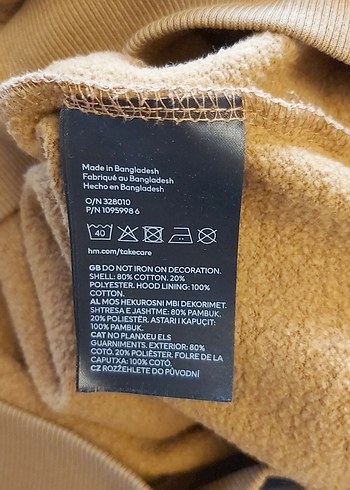 Made in Bangladesh
Fabriqué au Bangladesh
Hecho en Bangladesh
O/N 328010
P/N 1095998 6
40
hm.com/takecare
GB DO NOT IRON ON DECORATION.
SHELL: 80% COTTON. 20%
POLYESTER. HOOD LINING: 100%
COTTON.
AL MOS HEKUROSNI MBI DEKORIMET.
SHTRESA E JASHTME: 80% PAMBUK.
20% POLIESTËR. ASTARI I KAPUÇIT:
100% PAMBUK.
CAT NO PLANXEU ELS
GUARNIMENTS. EXTERIOR: 80%
COTÓ. 20% POLIÈSTER. FOLRE DE LA
CAPUTXA: 100% COTÓ.
CZ ROZŽEHLETE DO PŮVODNÍ